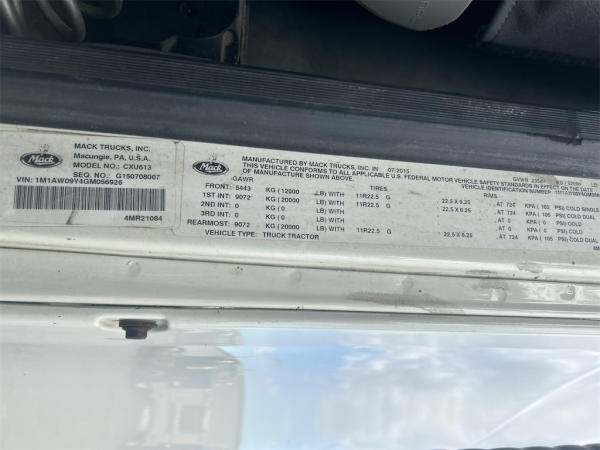 Mack
MACK TRUCKS, INC.
Macungie, PA, U.S.A.
MODEL NO.: CXU613
SEQ. NO.: G150708007
VIN: 1M1AW09Y4GM056926
4MR21084
Mack
MANUFACTURED BY MACK TRUCKS, INC. IN 07/2015
THIS VEHICLE CONFORMS TO ALL APPLICABLE U.S. FEDERAL MOTOR VEHICLE SAFETY STANDARDS IN EFFECT ON THE DATE
OF MANUFACTURE SHOWN ABOVE. VEHICLE IDENTIFICATION NUMBER
GVWR
GAWR TIRES RIMS
FRONT: 5443 KG (12000 LB) WITH 11R22.5 G 22.5 X 8.25 AT 724 KPA (105 PSI) COLD SINGLE
1ST INT: 9072 KG (20000 LB) WITH 11R22.5 G 22.5 X 8.25 AT 724 KPA (105 PSI) COLD DUAL
2ND INT: 0 KG (0 LB) WITH AT 0 KPA (0 PSI) COLD
3RD INT: 0 KG (0 LB) WITH AT 0 KPA (0 PSI) COLD
REARMOST: 9072 KG (20000 LB) WITH 11R22.5 G 22.5 X 8.25 AT 724 KPA (105 PSI) COLD DUAL
VEHICLE TYPE: TRUCK TRACTOR